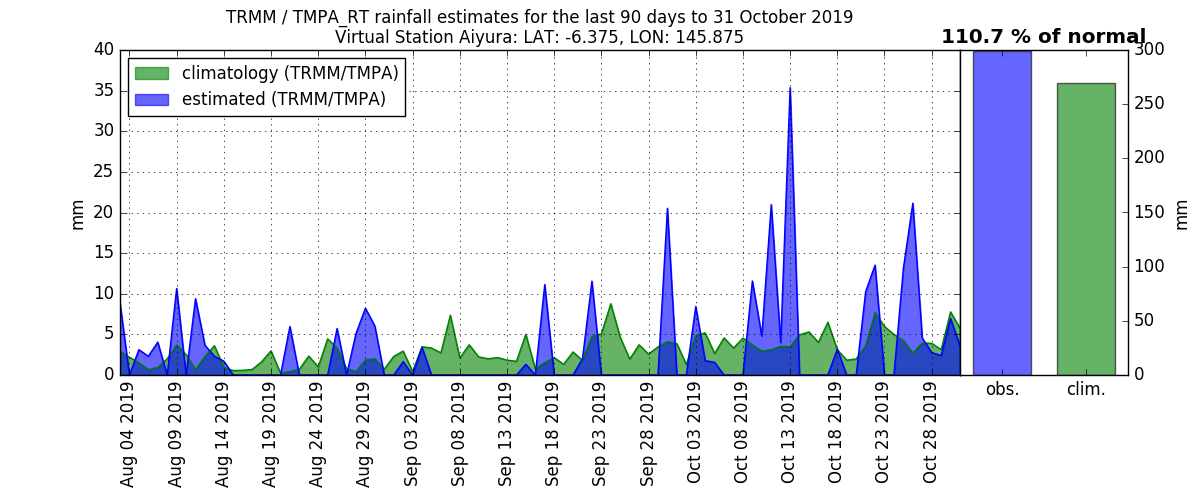 TRMM / TMPA_RT rainfall estimates for the last 90 days to 31 October 2019
Virtual Station Aiyura: LAT: -6.375, LON: 145.875
110.7 % of normal
climatology (TRMM/TMPA)
estimated (TRMM/TMPA)
mm
40
35
30
25
20
15
10
5
0
Aug 04 2019
Aug 09 2019
Aug 14 2019
Aug 19 2019
Aug 24 2019
Aug 29 2019
Sep 03 2019
Sep 08 2019
Sep 13 2019
Sep 18 2019
Sep 23 2019
Sep 28 2019
Oct 03 2019
Oct 08 2019
Oct 13 2019
Oct 18 2019
Oct 23 2019
Oct 28 2019
obs.
clim.
300
250
200
150
100
50
0
mm